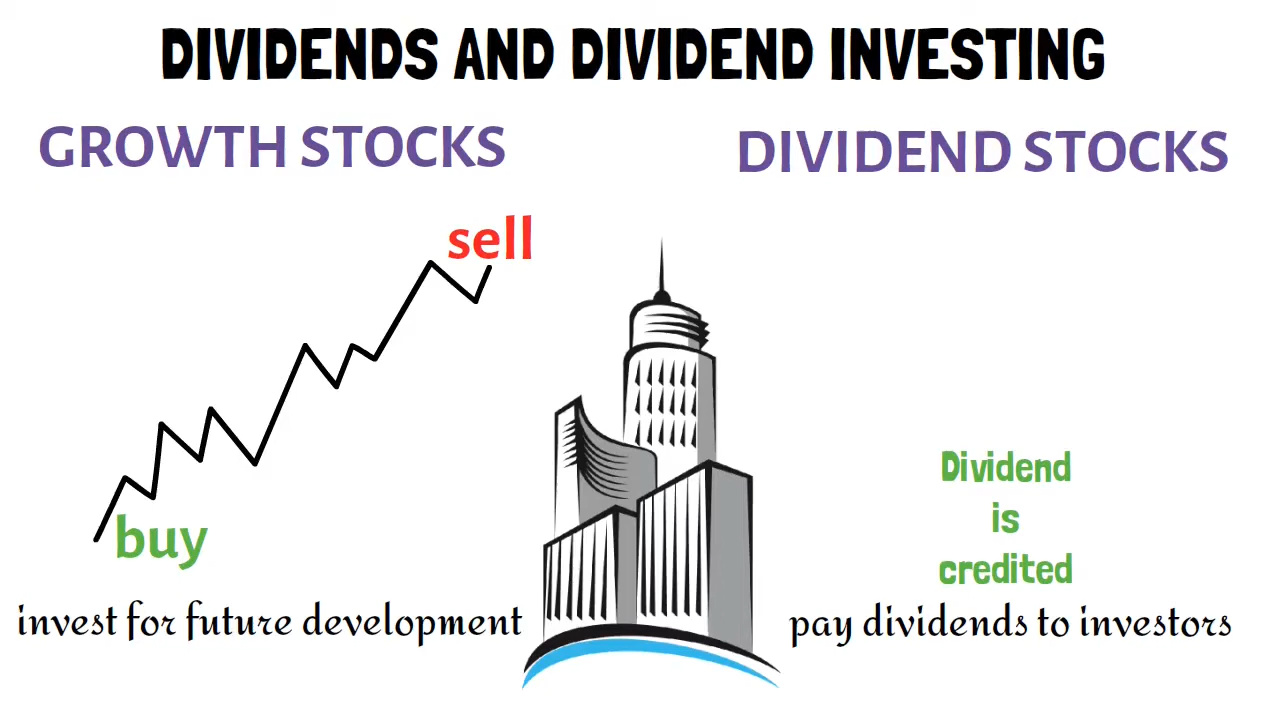 DIVIDENDS AND DIVIDEND INVESTING
GROWTH STOCKS
DIVIDEND STOCKS
sell
buy
Dividend
is
credited
invest for future development
pay dividends to investors